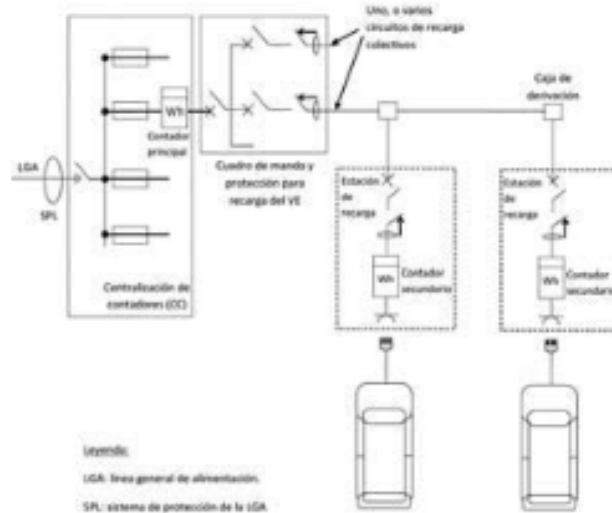 Uno, o varios
circuitos de recarga
colectivos
Caja de
derivación
Wh
Contador
principal
LGA
SPL
Cuadro de mando y
protección para
recarga del VE
Estación
de
recarga
Estación
de
recarga
Wh
Contador
secundario
Wh
Contador
secundario
Centralización de
contadores (CC)
Leyenda:
LGA: línea general de alimentación.
SPL: sistema de protección de la LGA